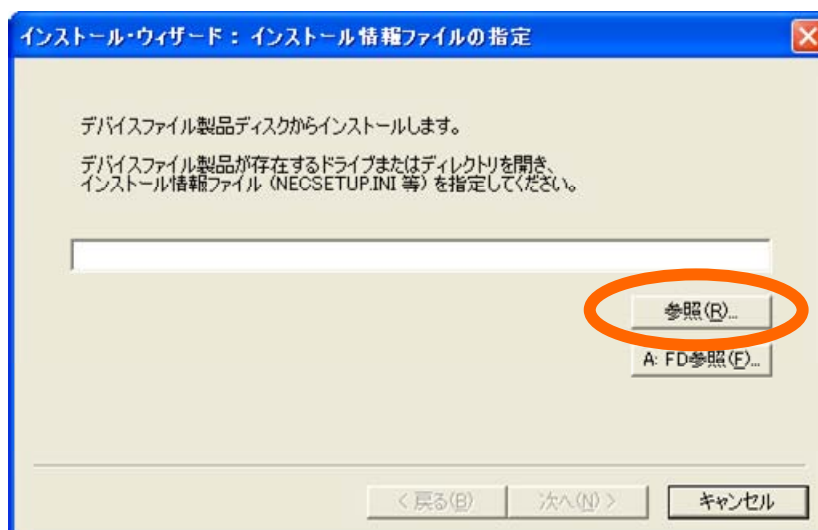 インストール・ウィザード： インストール情報ファイルの指定
デバイスファイル製品ディスクからインストールします。
デバイスファイル製品が存在するドライブまたはディレクトリを開き、
インストール情報ファイル（NECSETUP.INI 等）を指定してください。
参照(R)...
A: FD参照(F)...
< 戻る(B)
次へ(N) >
キャンセル